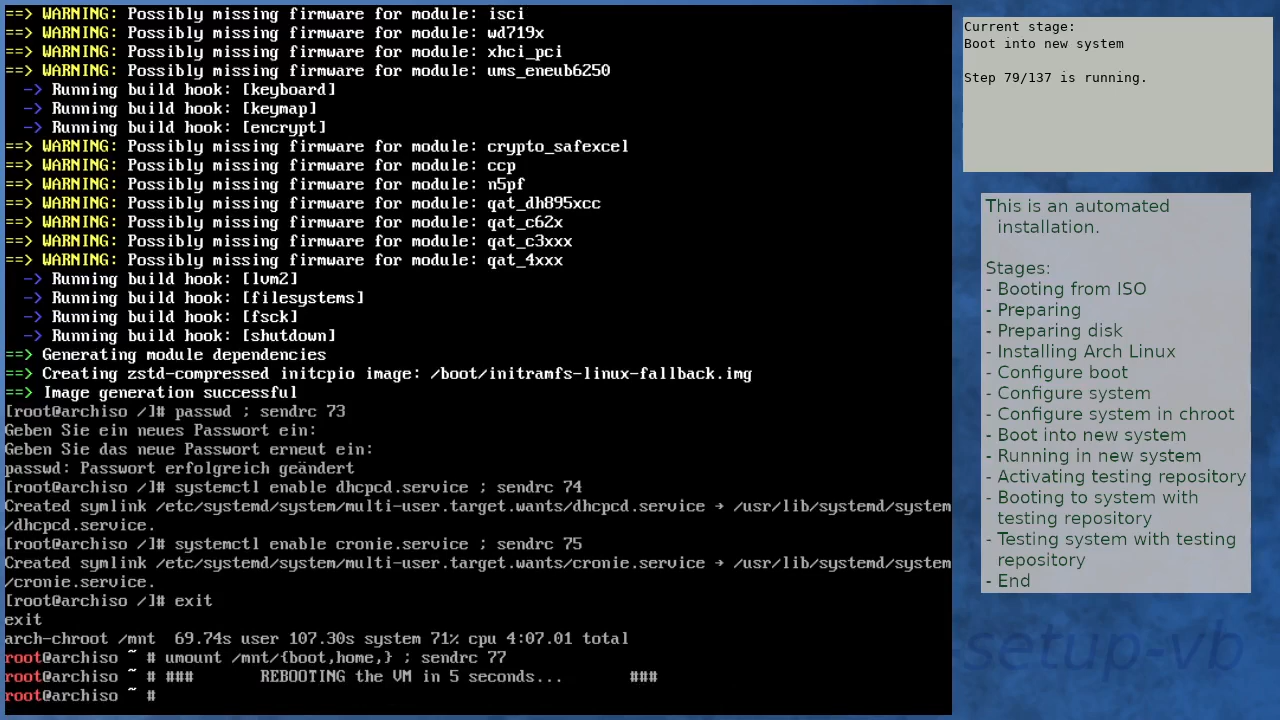 ==> WARNING: Possibly missing firmware for module: isci
==> WARNING: Possibly missing firmware for module: wd719x
==> WARNING: Possibly missing firmware for module: xhci_pci
==> WARNING: Possibly missing firmware for module: ums_eneub6250
-> Running build hook: [keyboard]
-> Running build hook: [keymap]
-> Running build hook: [encrypt]
==> WARNING: Possibly missing firmware for module: crypto_safexcel
==> WARNING: Possibly missing firmware for module: ccp
==> WARNING: Possibly missing firmware for module: n5pf
==> WARNING: Possibly missing firmware for module: qat_dh895xcc
==> WARNING: Possibly missing firmware for module: qat_c62x
==> WARNING: Possibly missing firmware for module: qat_c3xxx
==> WARNING: Possibly missing firmware for module: qat_4xxx
-> Running build hook: [lvm2]
-> Running build hook: [filesystems]
-> Running build hook: [fsck]
-> Running build hook: [shutdown]
==> Generating module dependencies
==> Creating zstd-compressed initcpio image: /boot/initramfs-linux-fallback.img
==> Image generation successful
[root@archiso /]# passwd ; sendrc 73
Geben Sie ein neues Passwort ein:
Geben Sie das neue Passwort erneut ein:
passwd: Passwort erfolgreich geändert
[root@archiso /]# systemctl enable dhcpcd.service ; sendrc 74
Created symlink /etc/systemd/system/multi-user.target.wants/dhcpcd.service → /usr/lib/systemd/system
/dhcpcd.service.
[root@archiso /]# systemctl enable cronie.service ; sendrc 75
Created symlink /etc/systemd/system/multi-user.target.wants/cronie.service → /usr/lib/systemd/system
/cronie.service.
[root@archiso /]# exit
exit
arch-chroot /mnt  69.74s user 107.30s system 71% cpu 4:07.01 total
root@archiso ~ # umount /mnt/{boot,home,} ; sendrc 77
root@archiso ~ # ###       REBOOTING the VM in 5 seconds...       ###
root@archiso ~ #
Current stage:
Boot into new system
Step 79/137 is running.
This is an automated
installation.
Stages:
- Booting from ISO
- Preparing
- Preparing disk
- Installing Arch Linux
- Configure boot
- Configure system
- Configure system in chroot
- Boot into new system
- Running in new system
- Activating testing repository
- Booting to system with
testing repository
- Testing system with testing
repository
- End
-setup-vb